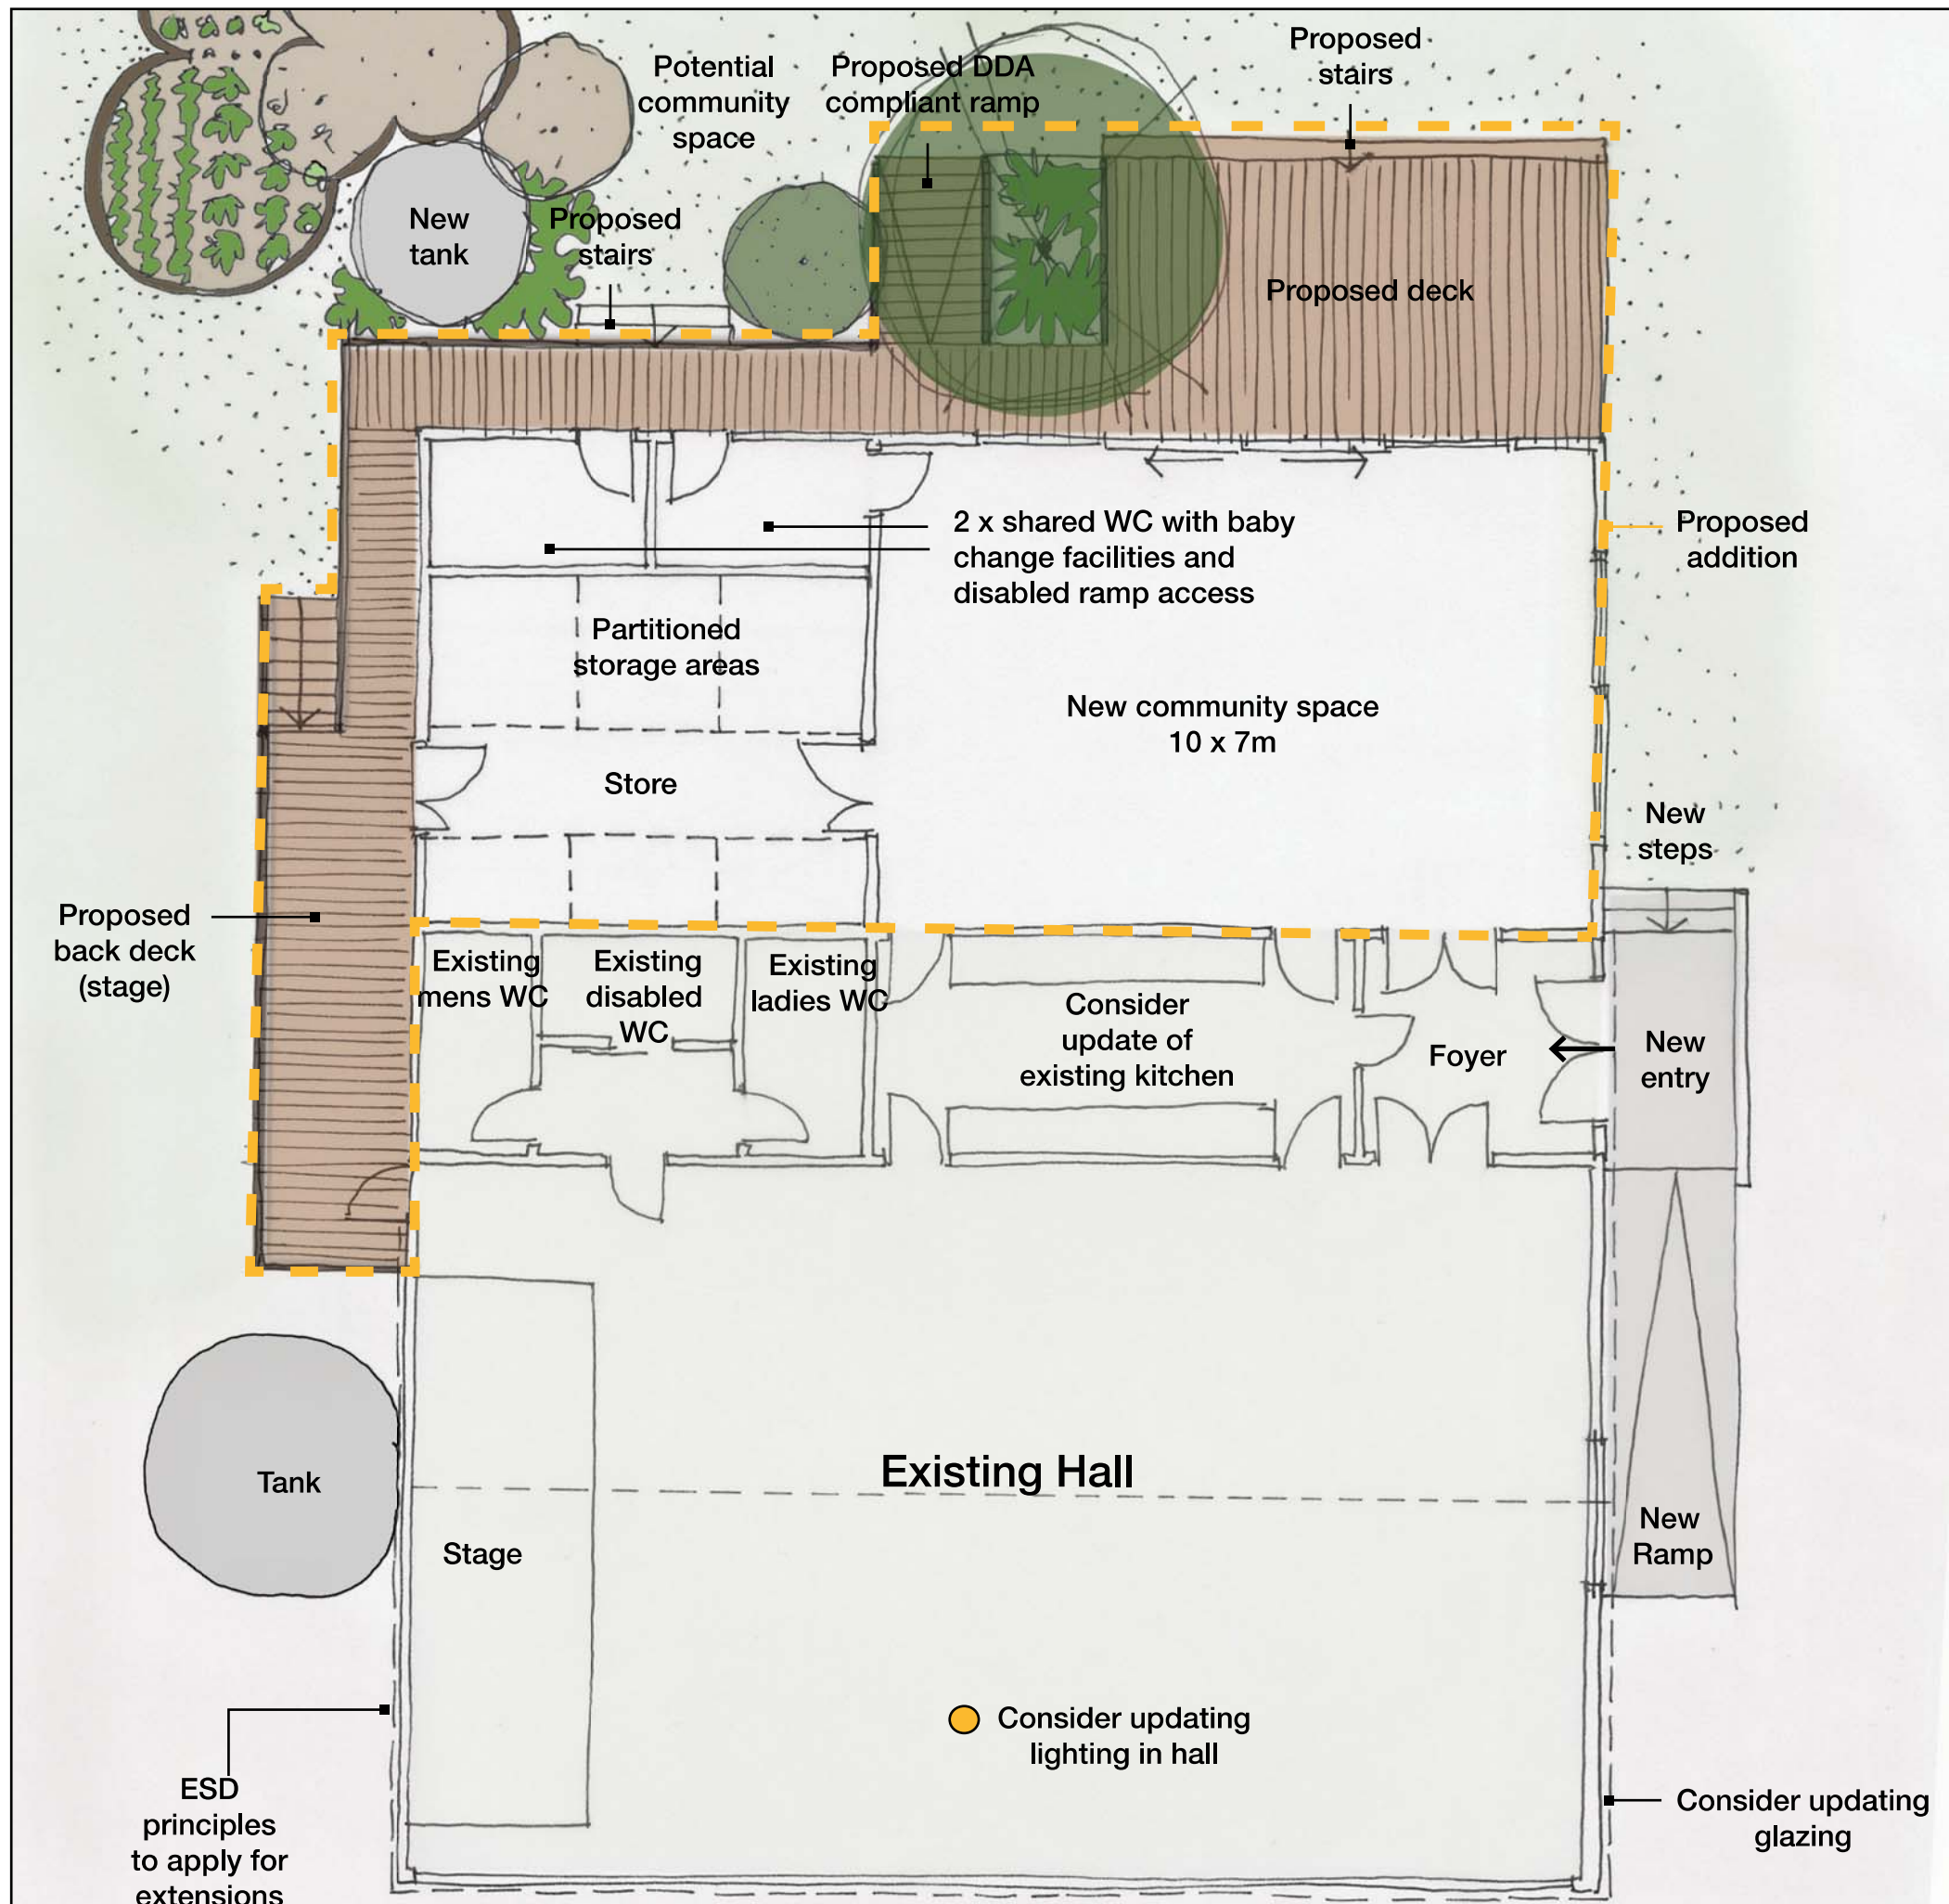 Potential
community
space
Proposed DDA
compliant ramp
Proposed
stairs
New
tank
Proposed
stairs
Proposed deck
2 x shared WC with baby
change facilities and
disabled ramp access
Proposed
addition
Partitioned
storage areas
New community space
10 x 7m
Store
New
steps
Proposed
back deck
(stage)
Existing
mens WC
Existing
disabled
WC
Existing
ladies WC
Consider
update of
existing kitchen
Foyer
New
entry
Existing Hall
Tank
Stage
New
Ramp
Consider updating
lighting in hall
ESD
principles
to apply for
extensions
Consider updating
glazing